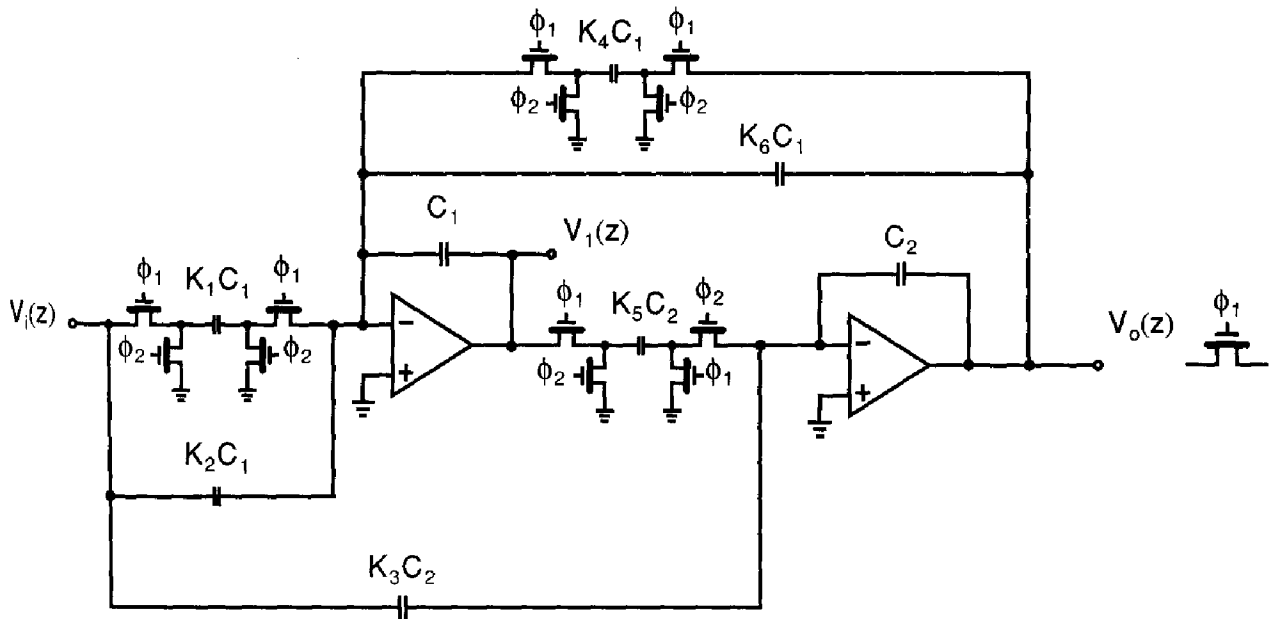 ϕ₁ K₄C₁ ϕ₁
ϕ₂ ϕ₂
K₆C₁
C₁
V₁(z)
C₂
ϕ₁ K₁C₁ ϕ₁
Vᵢ(z)
ϕ₂ ϕ₂
ϕ₁ K₅C₂ ϕ₂
ϕ₂ ϕ₁
−
+
−
+
Vₒ(z)
ϕ₁
K₂C₁
K₃C₂